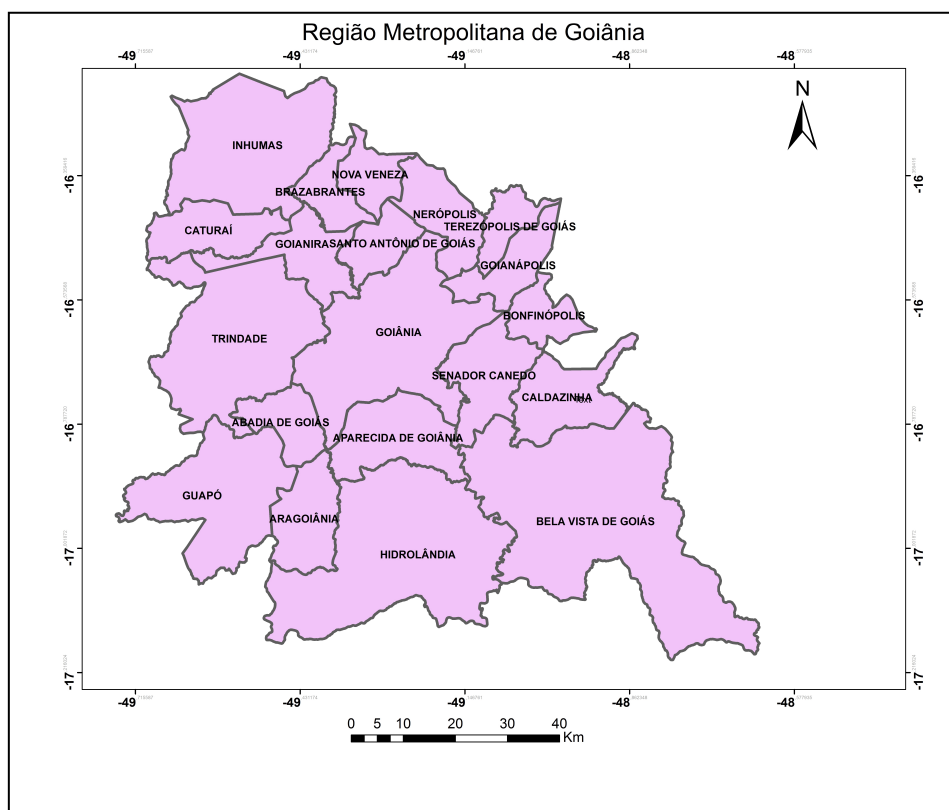 Região Metropolitana de Goiânia
-49 -49 -49 -48 -48
N
INHUMAS
NOVA VENEZA
BRAZABRANTES
NERÓPOLIS
TEREZÓPOLIS DE GOIÁS
CATURAÍ
GOIANIRA
SANTO ANTÔNIO DE GOIÁS
GOIANÁPOLIS
BONFINÓPOLIS
GOIÂNIA
TRINDADE
SENADOR CANEDO
CALDAZINHA
ABADIA DE GOIÁS
APARECIDA DE GOIÂNIA
GUAPÓ
ARAGOIÂNIA
BELA VISTA DE GOIÁS
HIDROLÂNDIA
-16 -16
-16 -16
-16 -16
-17 -17
-17 -17
-49 -49 -49 -48 -48
0 5 10 20 30 40
Km